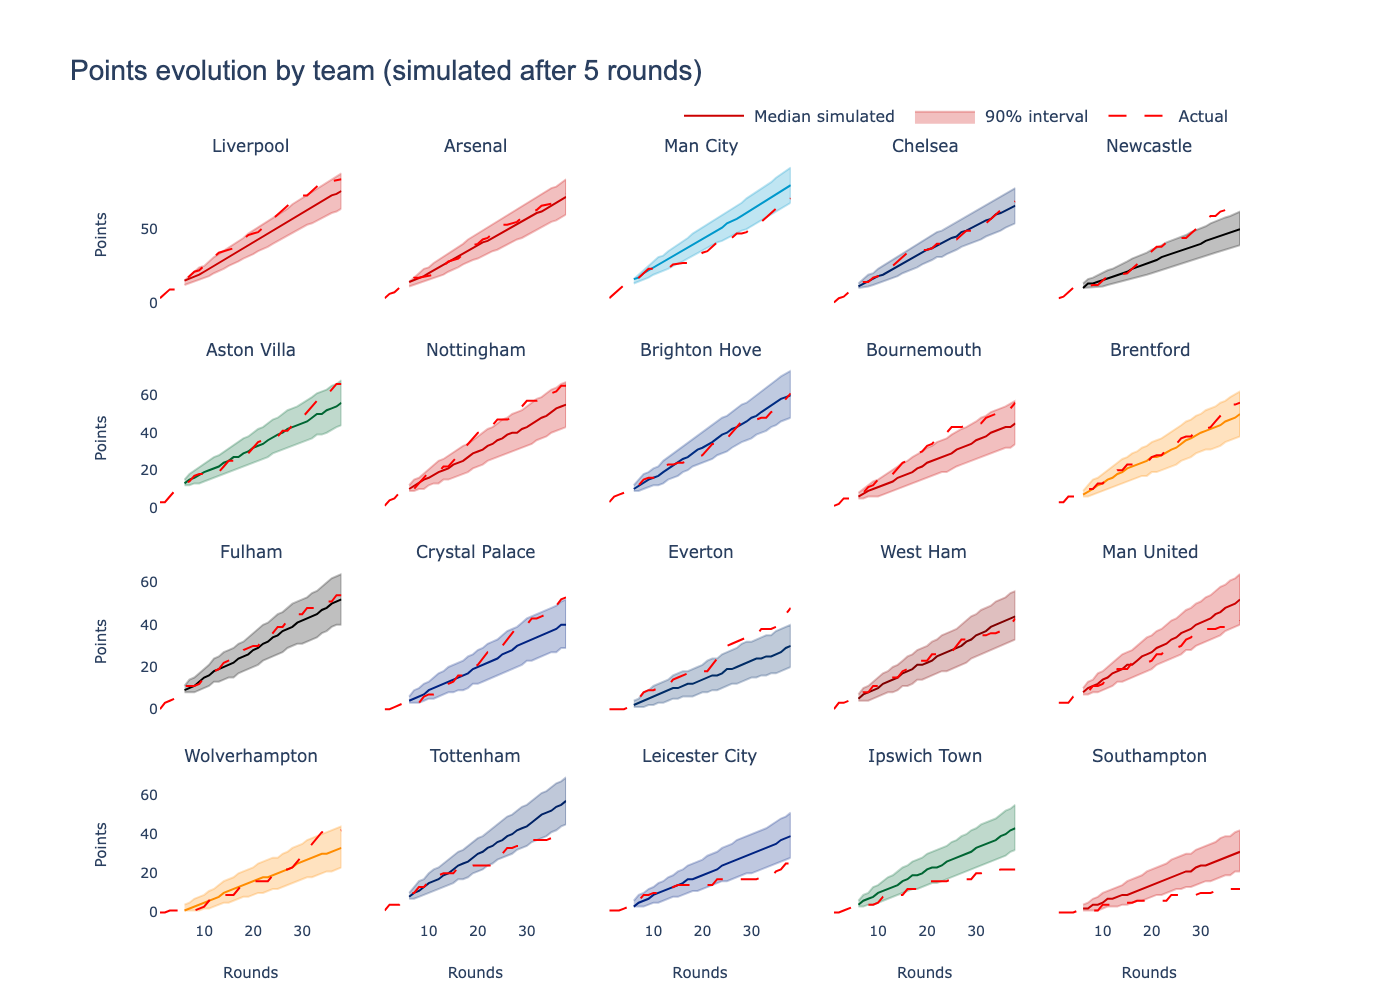 Points evolution by team (simulated after 5 rounds)
Median simulated 90% interval Actual
Liverpool Arsenal Man City Chelsea Newcastle
Points
50
0
Aston Villa Nottingham Brighton Hove Bournemouth Brentford
Points
60
40
20
0
Fulham Crystal Palace Everton West Ham Man United
Points
60
40
20
0
Wolverhampton Tottenham Leicester City Ipswich Town Southampton
Points
60
40
20
0
10 20 30 10 20 30 10 20 30 10 20 30 10 20 30
Rounds Rounds Rounds Rounds Rounds